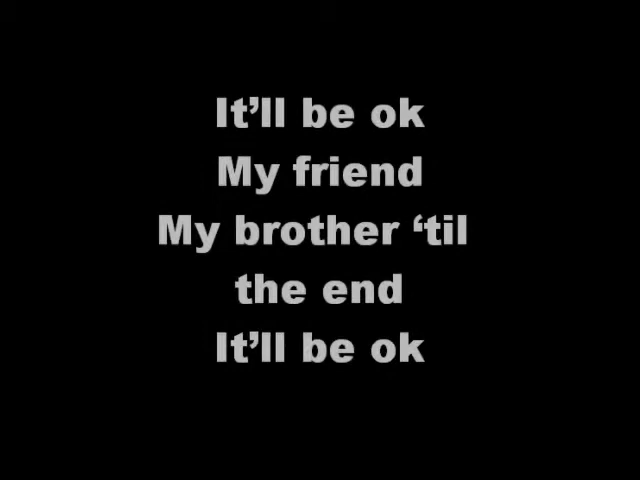 It’ll be ok
My friend
My brother ‘til
the end
It’ll be ok